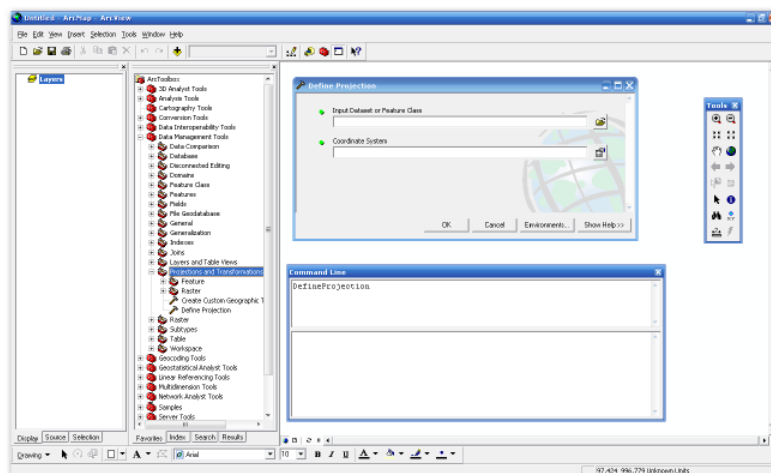 Untitled - ArcMap - ArcView
File Edit View Insert Selection Tools Window Help
Layers
Display Source Selection
ArcToolbox
3D Analyst Tools
Analysis Tools
Cartography Tools
Conversion Tools
Data Interoperability Tools
Data Management Tools
Data Comparison
Database
Disconnected Editing
Domains
Feature Class
Features
Fields
File Geodatabase
General
Generalization
Indexes
Joins
Layers and Table Views
Projections and Transformations
Feature
Raster
Create Custom Geographic T
Define Projection
Raster
Subtypes
Table
Workspace
Geocoding Tools
Geostatistical Analyst Tools
Linear Referencing Tools
Multidimension Tools
Network Analyst Tools
Samples
Server Tools
Favorites Index Search Results
Define Projection
Input Dataset or Feature Class
Coordinate System
OK Cancel Environments... Show Help >>
Command Line
DefineProjection
Tools
Drawing
A
Arial
10
B I U A
97.424 996.779 Unknown Units